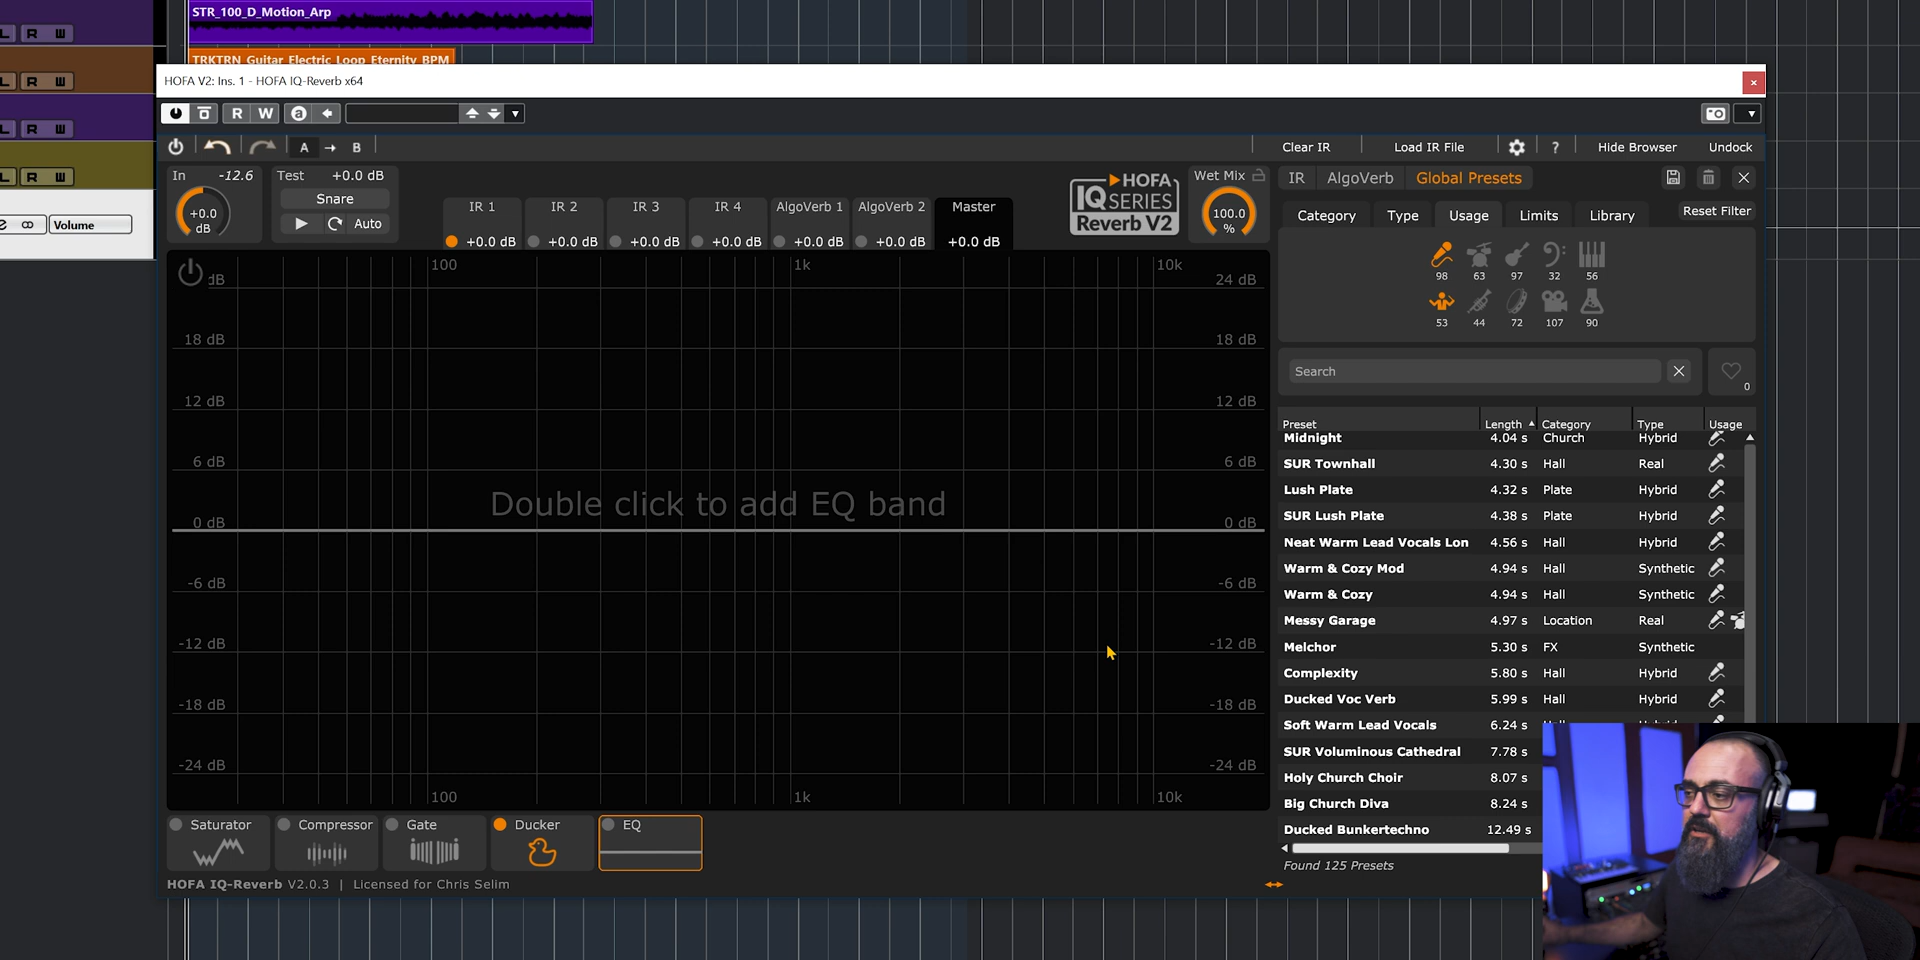 STR_100_D_Motion_Arp
L R W
TRKTRN Guitar Electric Loop Eternity BPM
HOFA V2: Ins. 1 - HOFA IQ-Reverb x64
L R W
R W a
L R W
A B
Clear IR Load IR File ? Hide Browser Undock
L R W
In -12.6
Test +0.0 dB
HOFA
IQ SERIES
Reverb V2
Wet Mix
IR AlgoVerb Global Presets
+0.0
dB
Snare
Auto
IR 1 IR 2 IR 3 IR 4 AlgoVerb 1 AlgoVerb 2 Master
+0.0 dB +0.0 dB +0.0 dB +0.0 dB +0.0 dB +0.0 dB +0.0 dB
100.0
%
Category Type Usage Limits Library Reset Filter
Volume
98 63 97 32 56
53 44 72 107 90
100 1k 10k
dB 24 dB
18 dB 18 dB
12 dB 12 dB
6 dB 6 dB
Double click to add EQ band
0 dB 0 dB
-6 dB -6 dB
-12 dB -12 dB
-18 dB -18 dB
-24 dB -24 dB
100 1k 10k
Search
0
Preset Length Category Type Usage
Midnight 4.04 s Church Hybrid
SUR Townhall 4.30 s Hall Real
Lush Plate 4.32 s Plate Hybrid
SUR Lush Plate 4.38 s Plate Hybrid
Neat Warm Lead Vocals Lon 4.56 s Hall Hybrid
Warm & Cozy Mod 4.94 s Hall Synthetic
Warm & Cozy 4.94 s Hall Synthetic
Messy Garage 4.97 s Location Real
Melchor 5.30 s FX Synthetic
Complexity 5.80 s Hall Hybrid
Ducked Voc Verb 5.99 s Hall Hybrid
Soft Warm Lead Vocals 6.24 s
SUR Voluminous Cathedral 7.78 s
Holy Church Choir 8.07 s
Big Church Diva 8.24 s
Ducked Bunkertechno 12.49 s
Found 125 Presets
Saturator Compressor Gate Ducker EQ
HOFA IQ-Reverb V2.0.3 | Licensed for Chris Selim